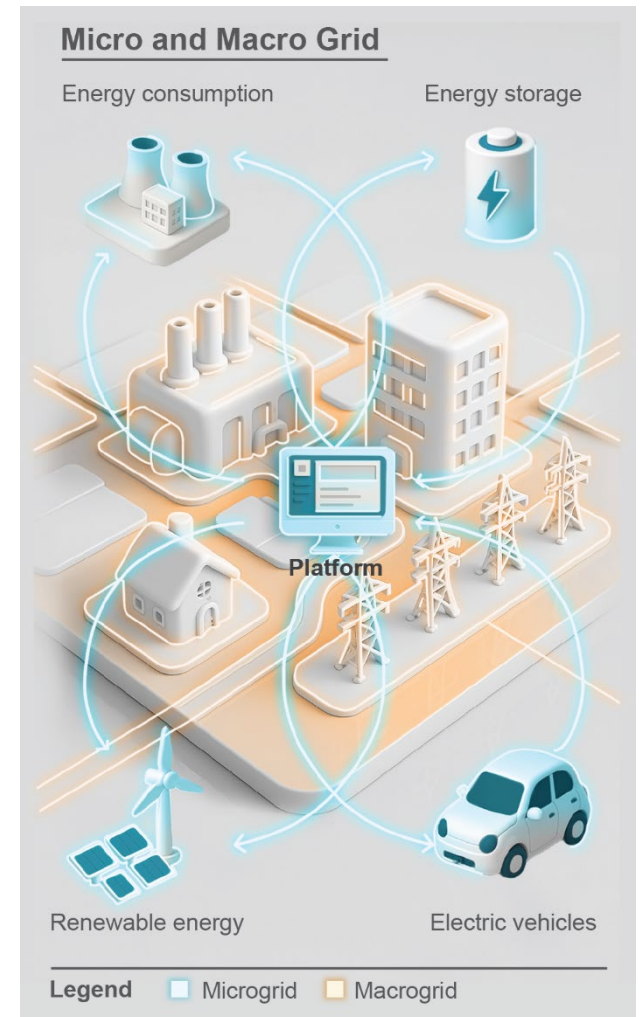 Micro and Macro Grid
Energy consumption
Energy storage
Platform
Renewable energy
Electric vehicles
Legend
Microgrid
Macrogrid